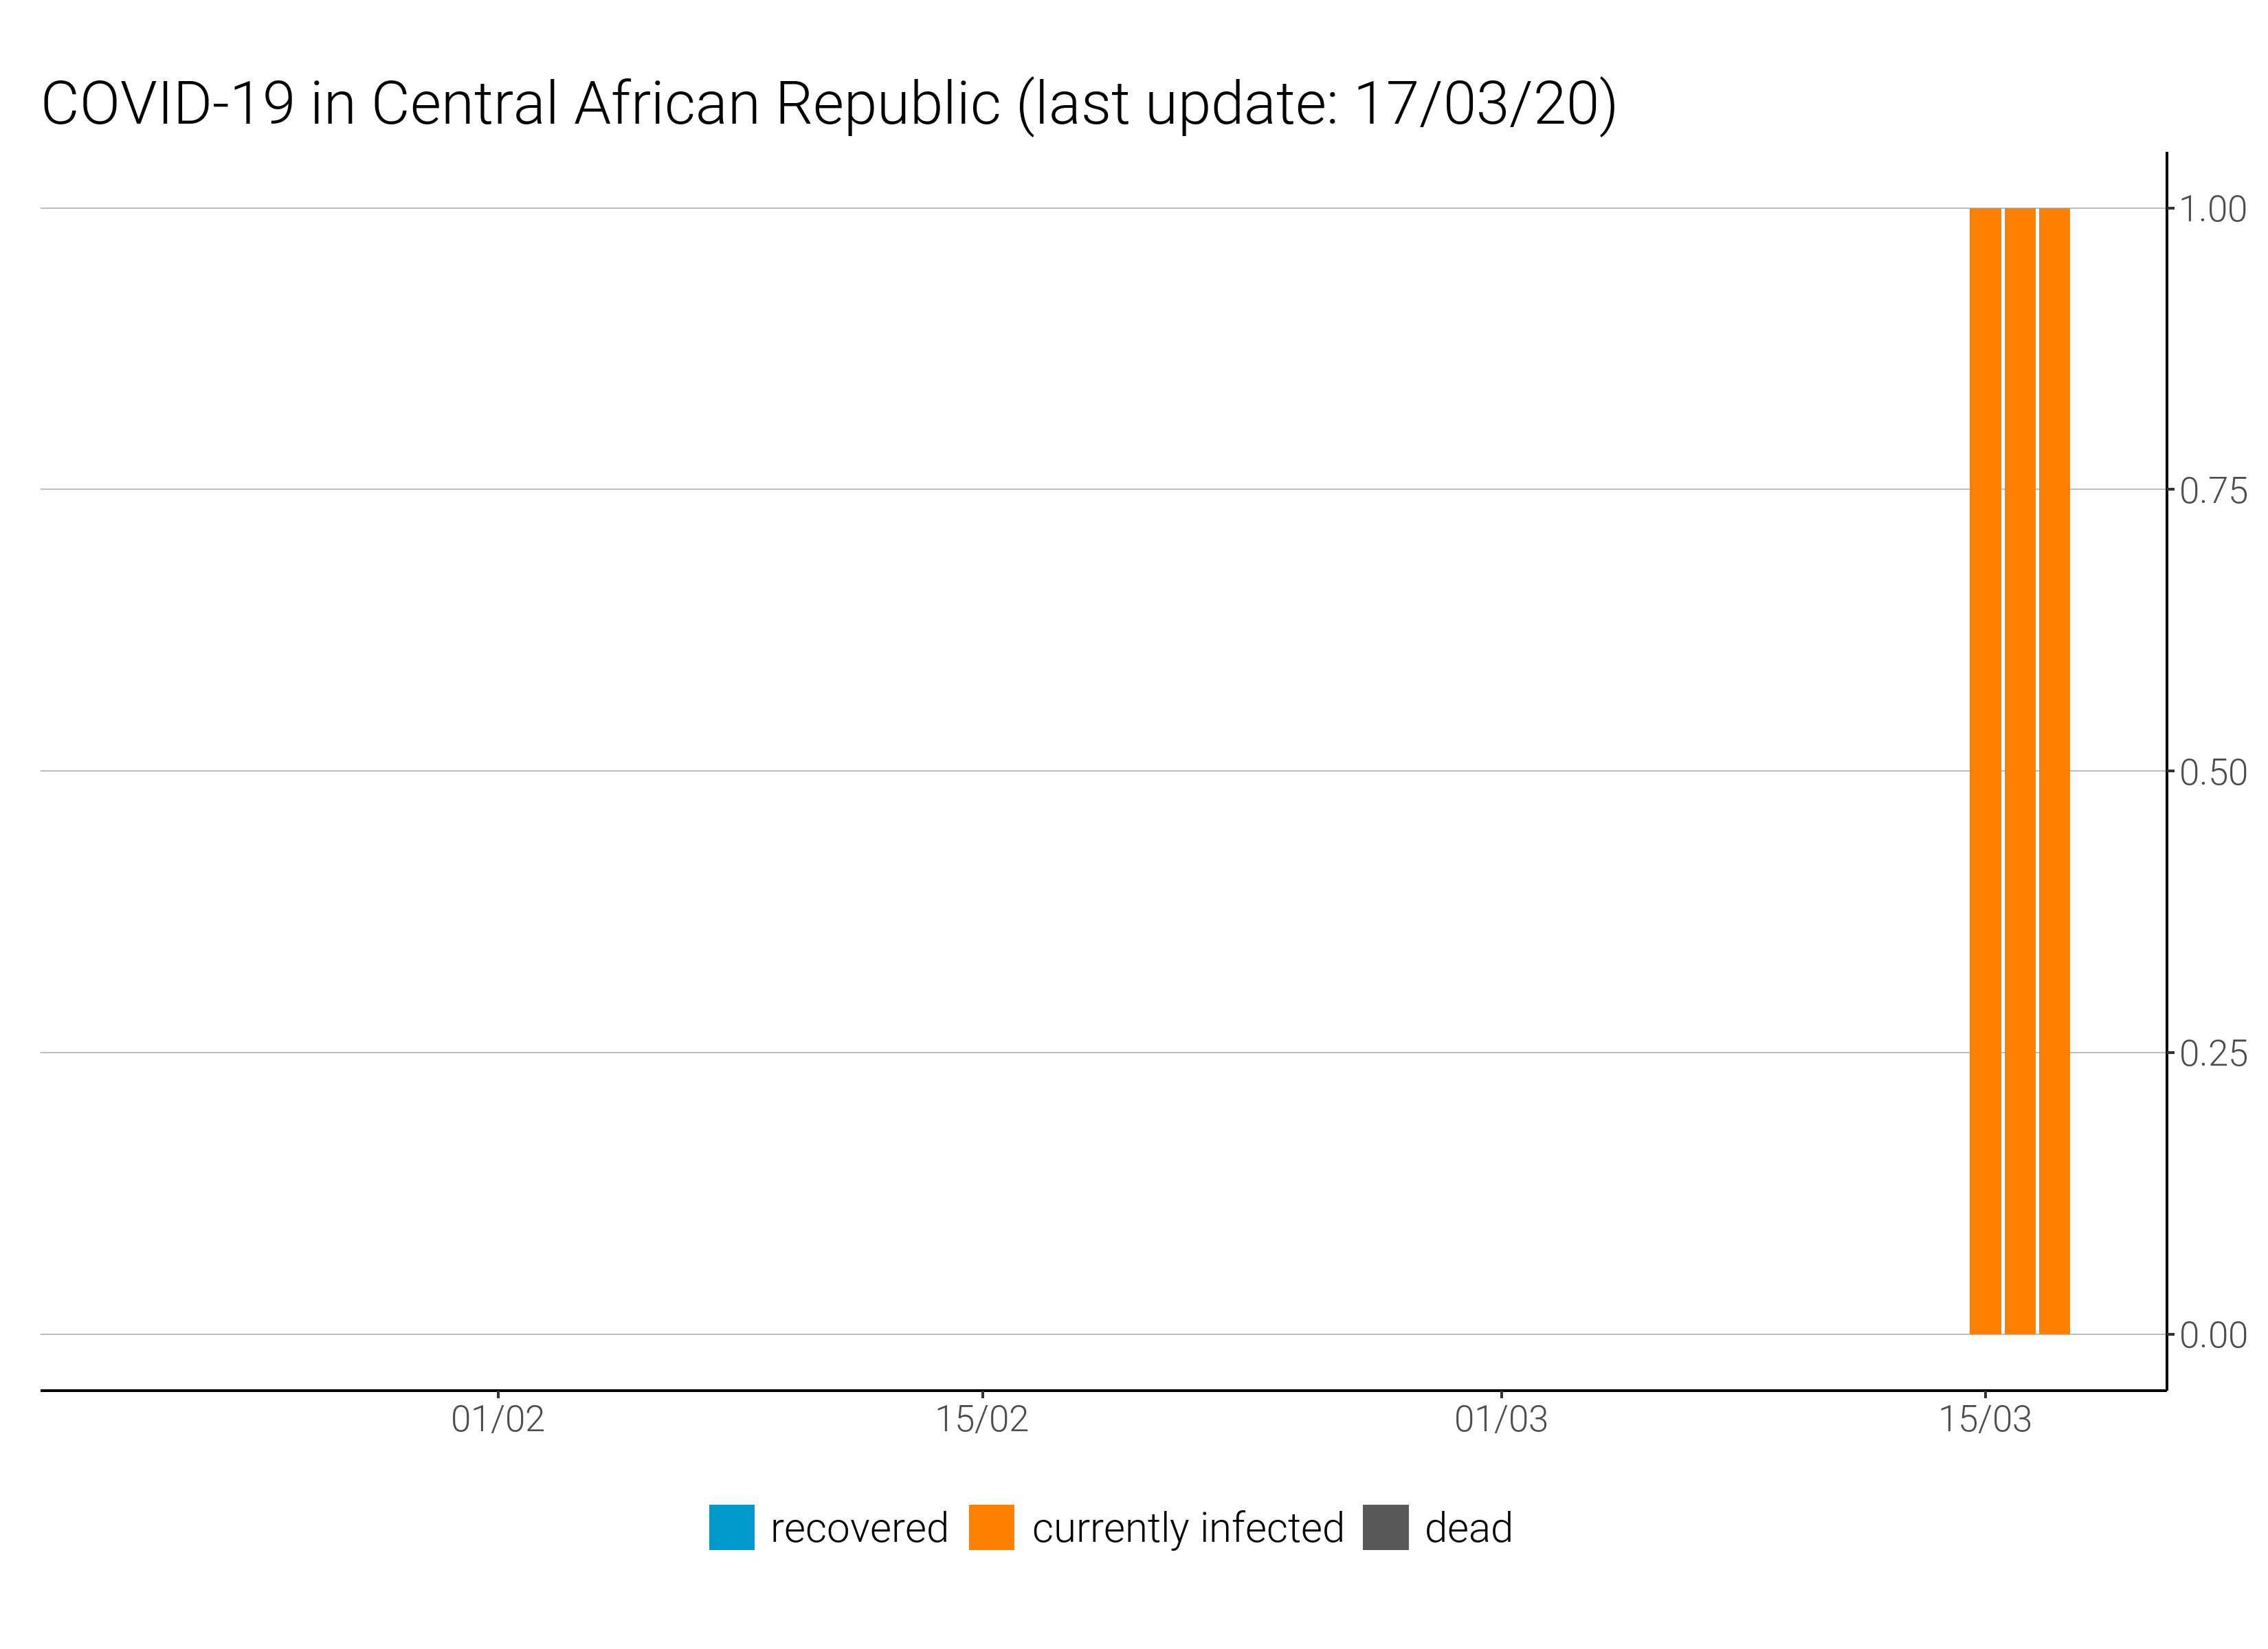 COVID-19 in Central African Republic (last update: 17/03/20)
1.00
0.75
0.50
0.25
0.00
01/02 15/02 01/03 15/03
recovered currently infected dead